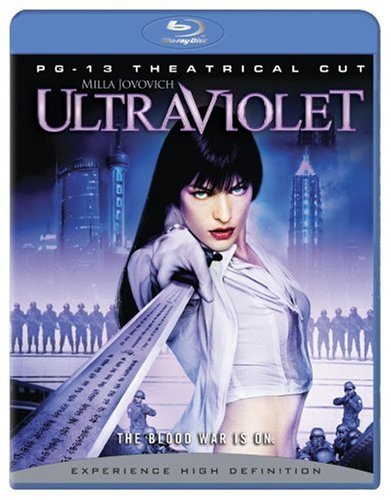 Blu-ray Disc
PG-13 THEATRICAL CUT
MILLA JOVOVICH
ULTRAVIOLET
THE BLOOD WAR IS ON.
EXPERIENCE HIGH DEFINITION